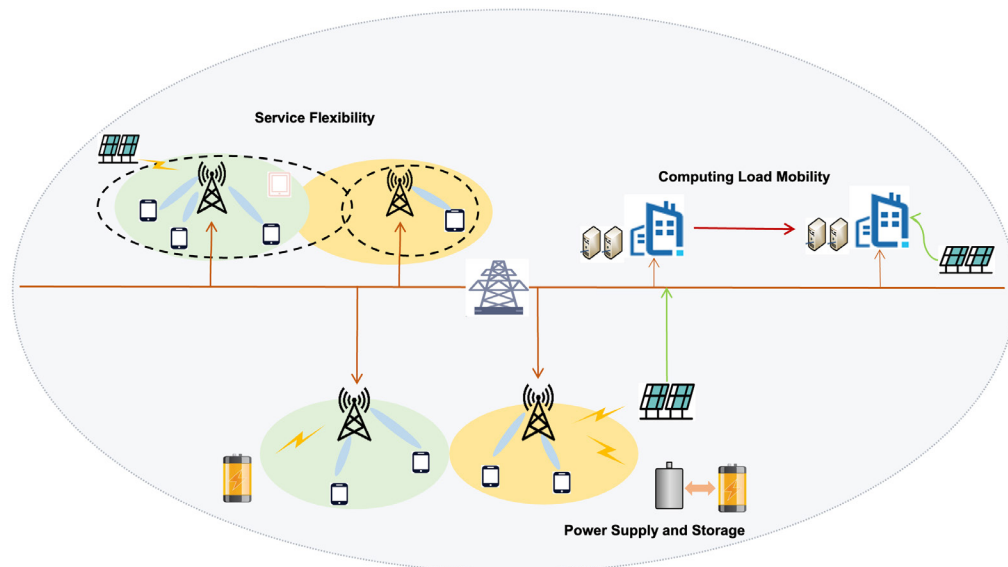 Service Flexibility
Computing Load Mobility
Power Supply and Storage